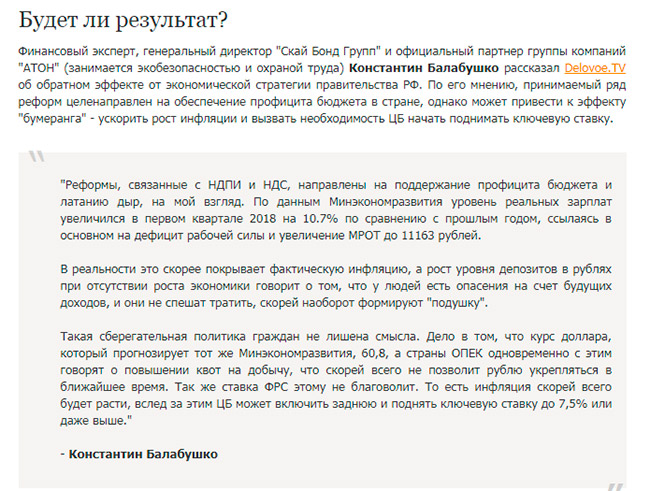 Будет ли результат?
Финансовый эксперт, генеральный директор "Скай Бонд Групп" и официальный партнер группы компаний
"АТОН" (занимается экобезопасностью и охраной труда) Константин Балабушко рассказал Delovoe.TV
об обратном эффекте от экономической стратегии правительства РФ. По его мнению, принимаемый ряд
реформ целенаправлен на обеспечение профицита бюджета в стране, однако может привести к эффекту
"бумеранга" - ускорить рост инфляции и вызвать необходимость ЦБ начать поднимать ключевую ставку.
"Реформы, связанные с НДПИ и НДС, направлены на поддержание профицита бюджета и
латанию дыр, на мой взгляд. По данным Минэкономразвития уровень реальных зарплат
увеличился в первом квартале 2018 на 10.7% по сравнению с прошлым годом, ссылаясь в
основном на дефицит рабочей силы и увеличение МРОТ до 11163 рублей.
В реальности это скорее покрывает фактическую инфляцию, а рост уровня депозитов в рублях
при отсутствии роста экономики говорит о том, что у людей есть опасения на счет будущих
доходов, и они не спешат тратить, скорей наоборот формируют "подушку".
Такая сберегательная политика граждан не лишена смысла. Дело в том, что курс доллара,
который прогнозирует тот же Минэкономразвития, 60,8, а страны ОПЕК одновременно с этим
говорят о повышении квот на добычу, что скорей всего не позволит рублю укрепляться в
ближайшее время. Так же ставка ФРС этому не благоволит. То есть инфляция скорей всего
будет расти, вслед за этим ЦБ может включить заднюю и поднять ключевую ставку до 7,5% или
даже выше."
- Константин Балабушко